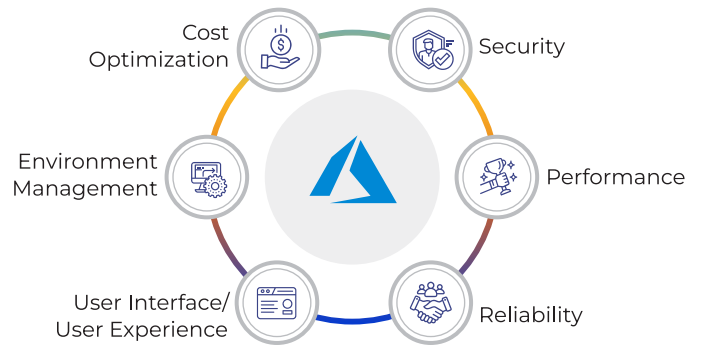 Cost
Optimization
Security
Environment
Management
Performance
User Interface/
User Experience
Reliability